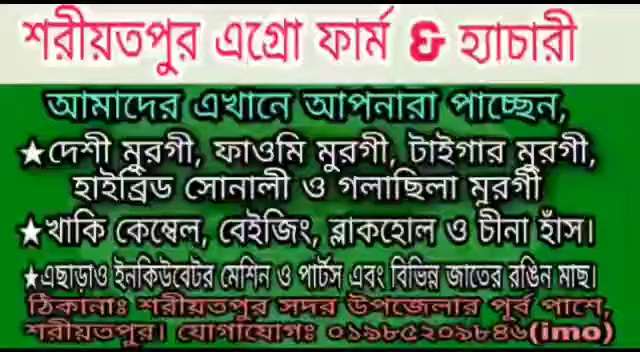 শরীয়তপুর এগ্রো ফার্ম & হ্যাচারী
আমাদের এখানে আপনারা পাচ্ছেন,
★দেশী মুরগী, ফাওমি মুরগী, টাইগার মুরগী,
হাইব্রিড সোনালী ও গলাছিলা মুরগী
★খাকি কেম্বেল, বেইজিং, ব্লাকহোল ও চীনা হাঁস।
★এছাড়াও ইনকিউবেটর মেশিন ও পার্টস এবং বিভিন্ন জাতের রঙিন মাছ।
ঠিকানাঃ শরীয়তপুর সদর উপজেলার পুর্ব পাশে,
শরীয়তপুর। যোগাযোগঃ ০১৯৮৫২০৯৮৪৬(imo)